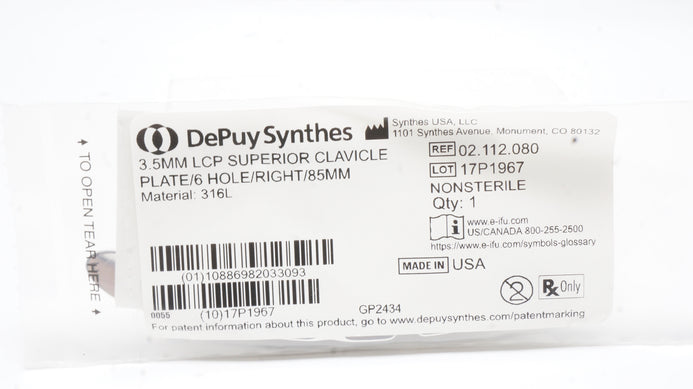 ↑ TO OPEN TEAR HERE ↑
DePuy Synthes
3.5MM LCP SUPERIOR CLAVICLE
PLATE/6 HOLE/RIGHT/85MM
Material: 316L
Synthes USA, LLC
1101 Synthes Avenue, Monument, CO 80132
REF 02.112.080
LOT 17P1967
NONSTERILE
Qty: 1
i www.e-ifu.com
US/CANADA 800-255-2500
https://www.e-ifu.com/symbols-glossary
MADE IN USA
2 Rx Only
(01)10886982033093
0055 (10)17P1967
GP2434
For patent information about this product, go to www.depuysynthes.com/patentmarking